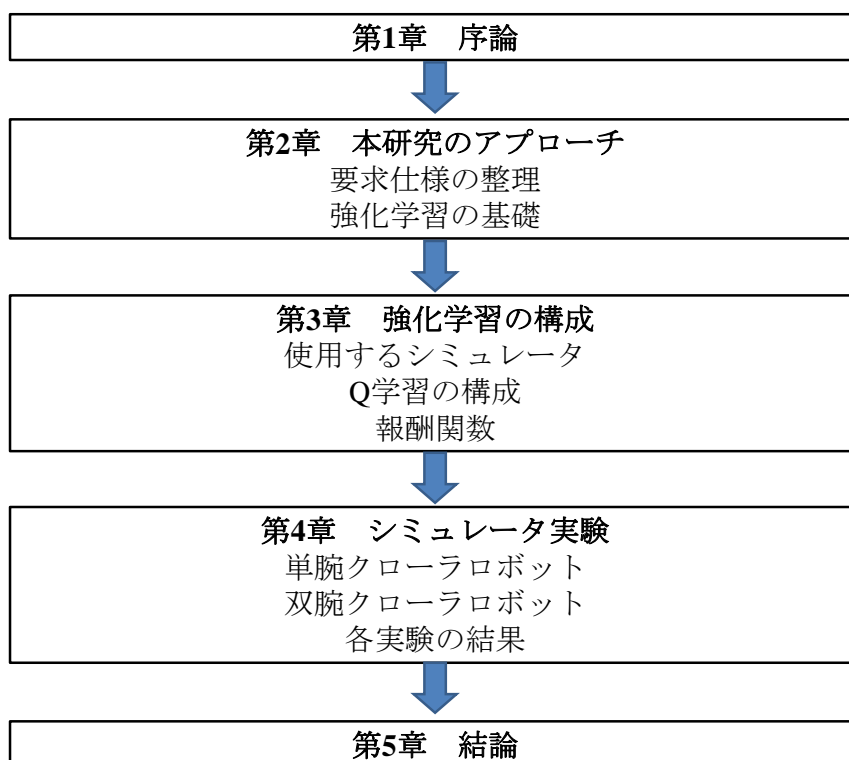 第1章　序論
第2章　本研究のアプローチ
要求仕様の整理
強化学習の基礎
第3章　強化学習の構成
使用するシミュレータ
Q学習の構成
報酬関数
第4章　シミュレータ実験
単腕クローラロボット
双腕クローラロボット
各実験の結果
第5章　結論